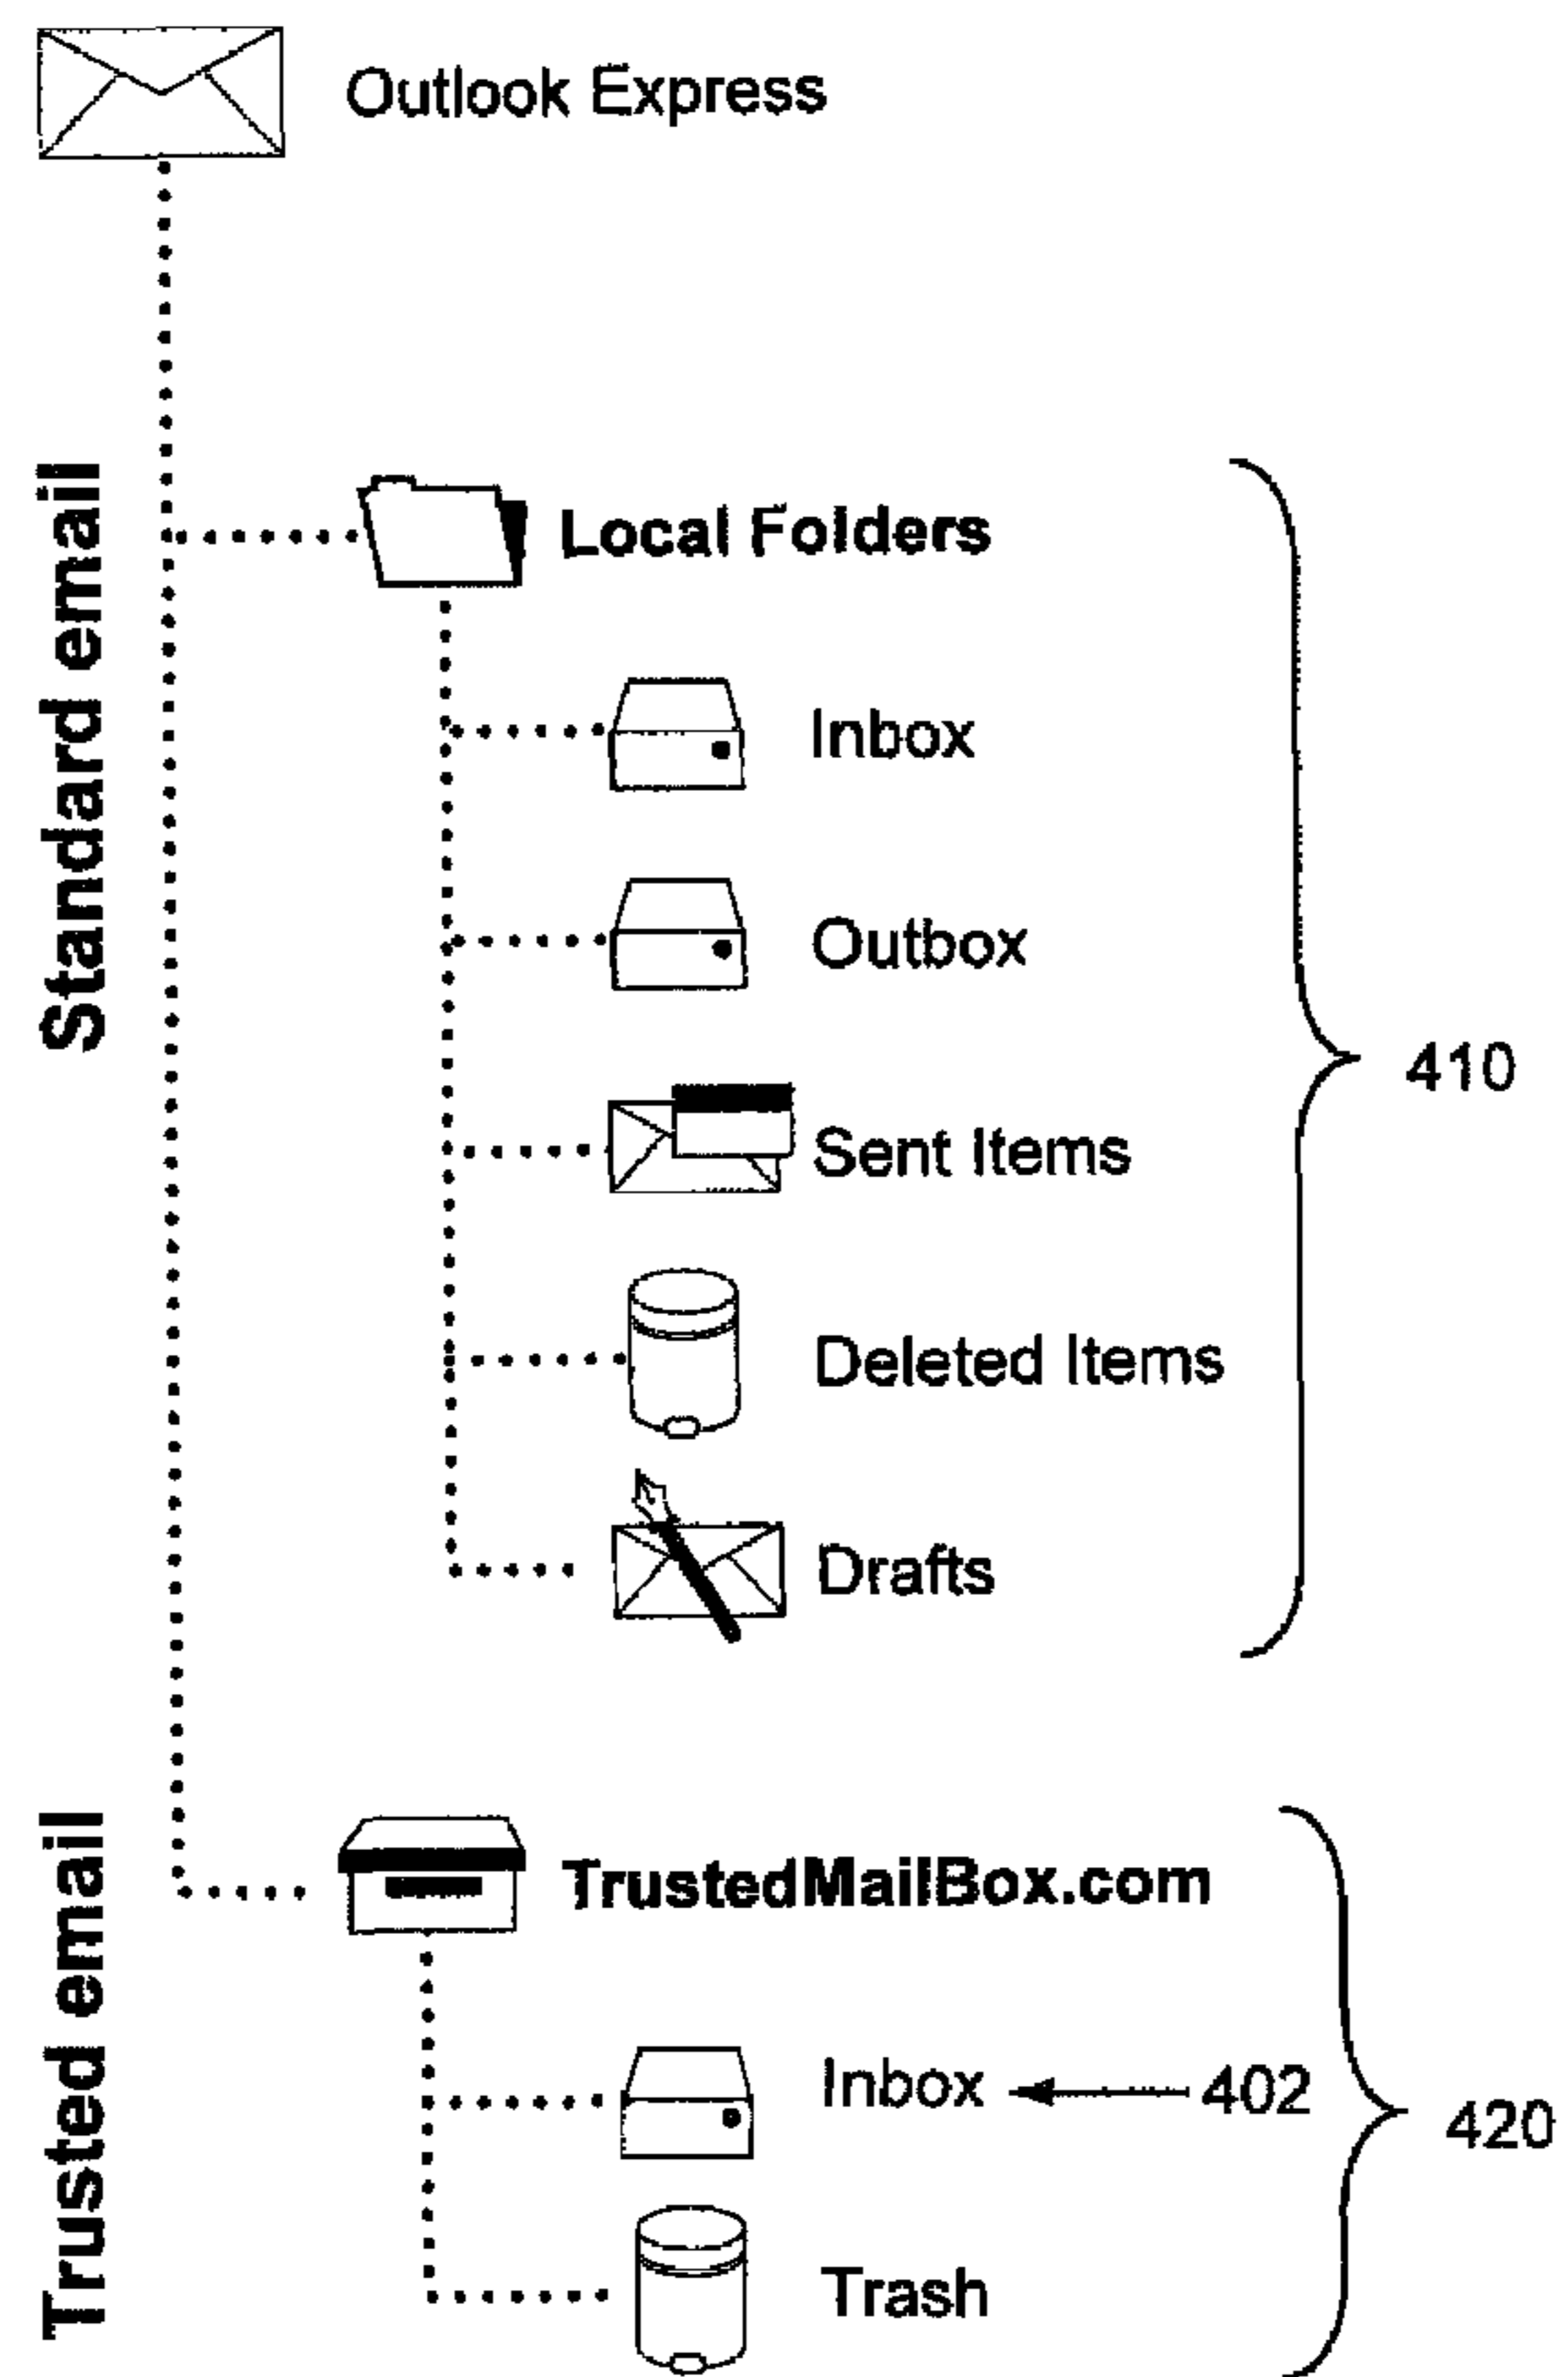 Outlook Express
Standard email
Local Folders
Inbox
Outbox
410
Sent Items
Deleted Items
Drafts
Trusted email
TrustedMailBox.com
Inbox 402
420
Trash